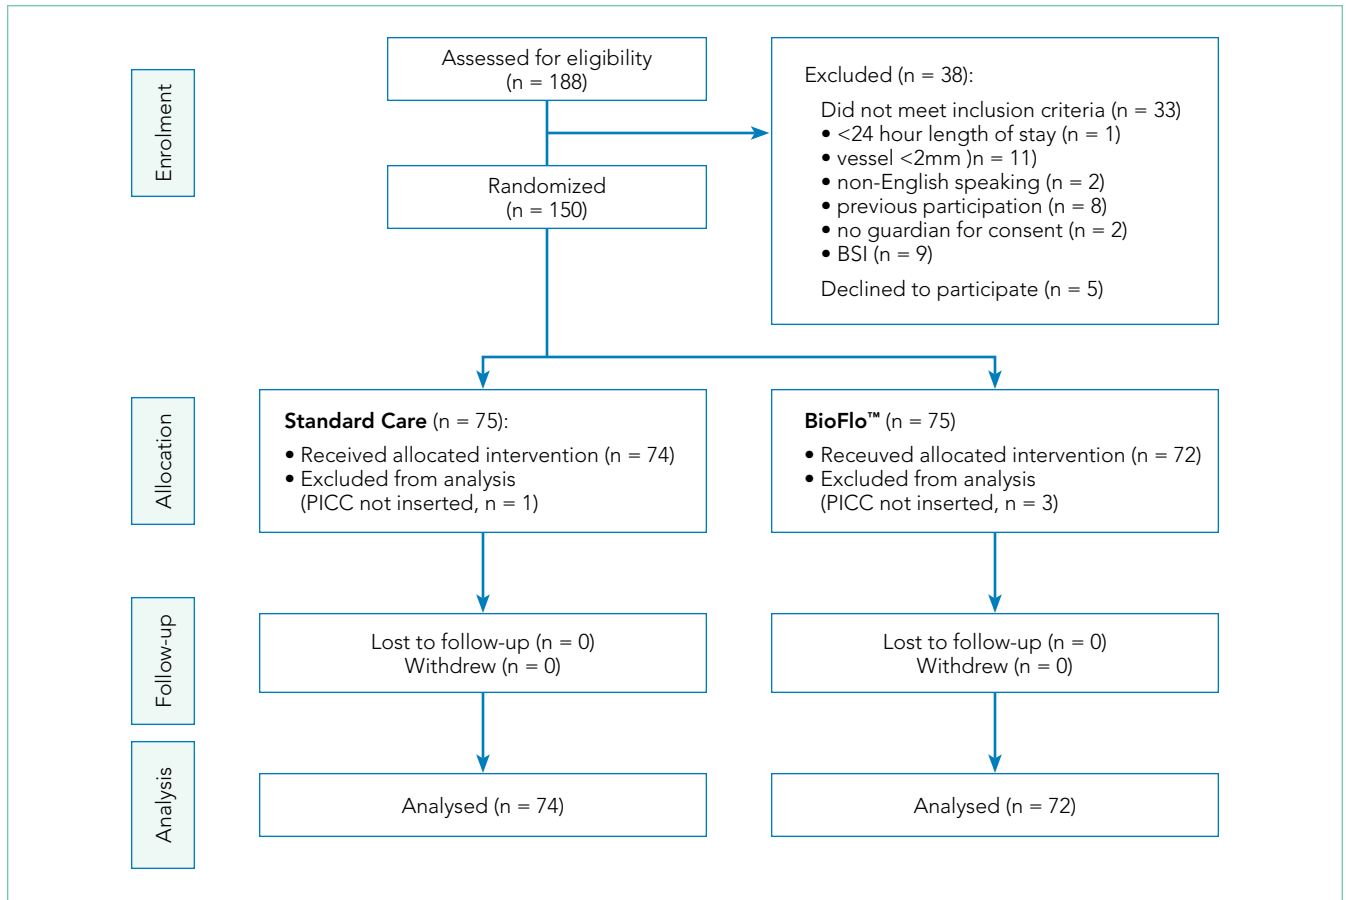 Enrolment
Assessed for eligibility
(n = 188)
Excluded (n = 38):
Did not meet inclusion criteria (n = 33)
• <24 hour length of stay (n = 1)
• vessel <2mm )n = 11)
• non-English speaking (n = 2)
• previous participation (n = 8)
• no guardian for consent (n = 2)
• BSI (n = 9)
Declined to participate (n = 5)
Randomized
(n = 150)
Allocation
Standard Care (n = 75):
• Received allocated intervention (n = 74)
• Excluded from analysis
(PICC not inserted, n = 1)
BioFlo™ (n = 75)
• Receuved allocated intervention (n = 72)
• Excluded from analysis
(PICC not inserted, n = 3)
Follow-up
Lost to follow-up (n = 0)
Withdrew (n = 0)
Lost to follow-up (n = 0)
Withdrew (n = 0)
Analysis
Analysed (n = 74)
Analysed (n = 72)